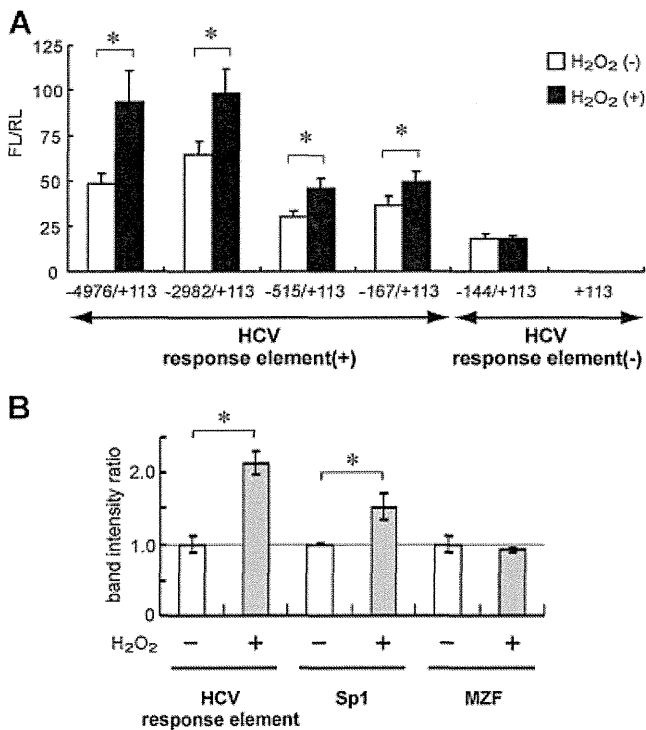 A
125
100
75
50
25
0
FL/RL
* * * *
H₂O₂ (-)
H₂O₂ (+)
-4976/+113 -2982/+113 -515/+113 -167/+113 -144/+113 +113
HCV
response element(+)
HCV
response element(-)
B
2.0
1.0
0
band intensity ratio
* *
H₂O₂ − + − + − +
HCV
response element
Sp1
MZF